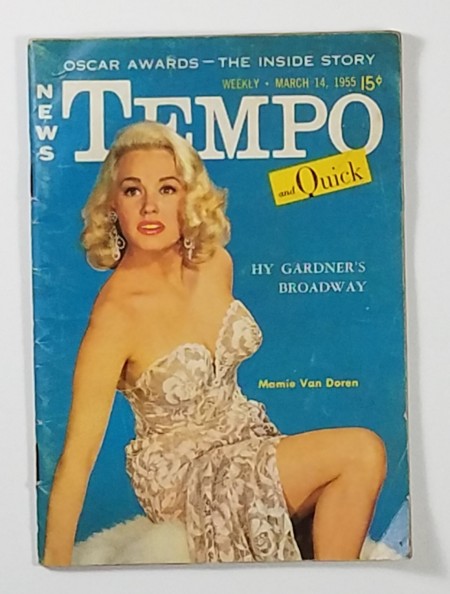 OSCAR AWARDS — THE INSIDE STORY
WEEKLY • MARCH 14, 1955 15¢
NEWS
TEMPO
and Quick
HY GARDNER'S
BROADWAY
Mamie Van Doren